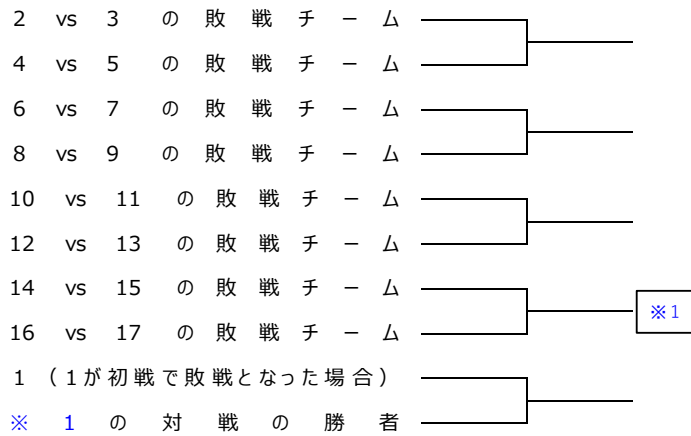 2 vs 3 の敗戦チーム
4 vs 5 の敗戦チーム
6 vs 7 の敗戦チーム
8 vs 9 の敗戦チーム
10 vs 11 の敗戦チーム
12 vs 13 の敗戦チーム
14 vs 15 の敗戦チーム
※1
16 vs 17 の敗戦チーム
1 (1が初戦で敗戦となった場合)
※ 1 の対戦の勝者